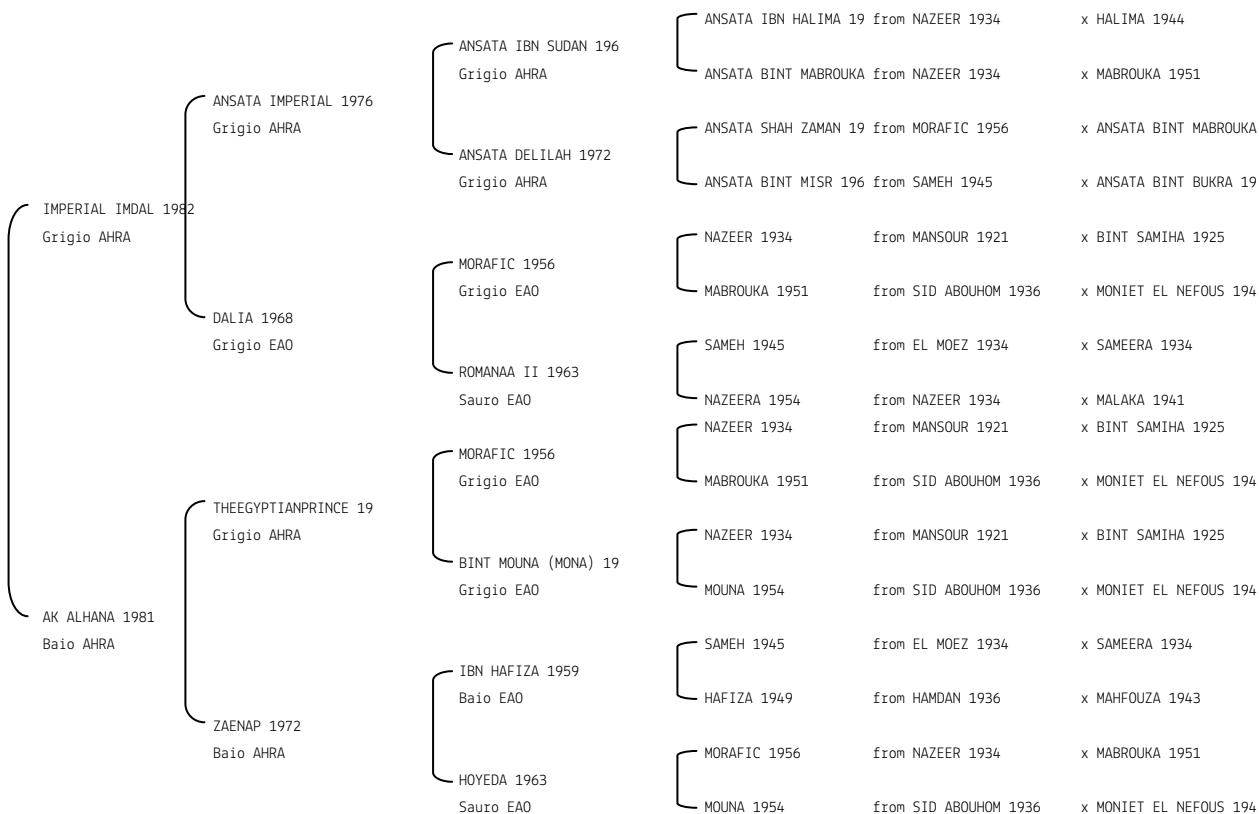 ANSATA IBN HALIMA 19 from NAZEER 1934 x HALIMA 1944
ANSATA IBN SUDAN 196
Grigio AHRA
ANSATA BINT MABROUKA from NAZEER 1934 x MABROUKA 1951
ANSATA IMPERIAL 1976
Grigio AHRA
ANSATA SHAH ZAMAN 19 from MORAFIC 1956 x ANSATA BINT MABROUKA
ANSATA DELILAH 1972
Grigio AHRA
ANSATA BINT MISR 196 from SAMEH 1945 x ANSATA BINT BUKRA 19
IMPERIAL IMDAL 1982
Grigio AHRA
NAZEER 1934 from MANSOUR 1921 x BINT SAMIHA 1925
MORAFIC 1956
Grigio EAO
MABROUKA 1951 from SID ABOUHOM 1936 x MONIET EL NEFOUS 194
DALIA 1968
Grigio EAO
SAMEH 1945 from EL MOEZ 1934 x SAMEERA 1934
ROMANAA II 1963
Sauro EAO
NAZEERA 1954 from NAZEER 1934 x MALAKA 1941
NAZEER 1934 from MANSOUR 1921 x BINT SAMIHA 1925
MORAFIC 1956
Grigio EAO
MABROUKA 1951 from SID ABOUHOM 1936 x MONIET EL NEFOUS 194
THEEGYPTIANPRINCE 19
Grigio AHRA
NAZEER 1934 from MANSOUR 1921 x BINT SAMIHA 1925
BINT MOUNA (MONA) 19
Grigio EAO
MOUNA 1954 from SID ABOUHOM 1936 x MONIET EL NEFOUS 194
AK ALHANA 1981
Baio AHRA
SAMEH 1945 from EL MOEZ 1934 x SAMEERA 1934
IBN HAFIZA 1959
Baio EAO
HAFIZA 1949 from HAMDAN 1936 x MAHFOUZA 1943
ZAENAP 1972
Baio AHRA
MORAFIC 1956 from NAZEER 1934 x MABROUKA 1951
HOYEDA 1963
Sauro EAO
MOUNA 1954 from SID ABOUHOM 1936 x MONIET EL NEFOUS 194